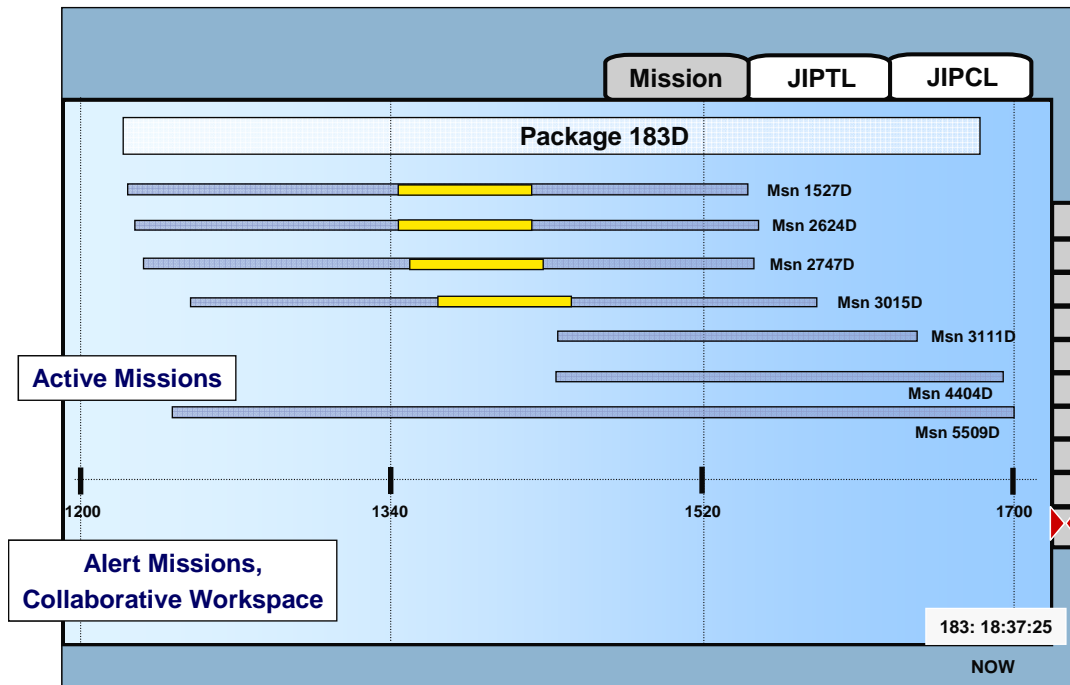 Mission
JIPTL
JIPCL
Package 183D
Msn 1527D
Msn 2624D
Msn 2747D
Msn 3015D
Msn 3111D
Active Missions
Msn 4404D
Msn 5509D
1200
1340
1520
1700
Alert Missions,
Collaborative Workspace
183: 18:37:25
NOW